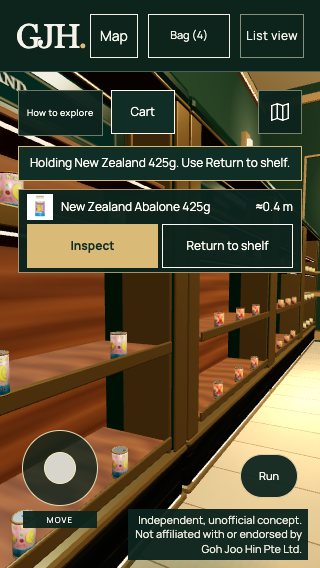 GJH.
Map
Bag (4)
List view
How to explore
Cart
Holding New Zealand 425g. Use Return to shelf.
New Zealand Abalone 425g
≈0.4 m
Inspect
Return to shelf
Run
MOVE
Independent, unofficial concept.
Not affiliated with or endorsed by
Goh Joo Hin Pte Ltd.